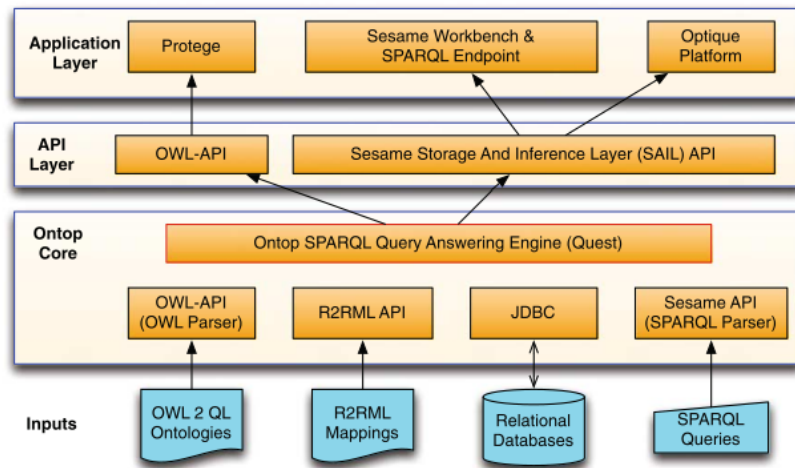 Application
Layer
Protege
Sesame Workbench &
SPARQL Endpoint
Optique
Platform
API
Layer
OWL-API
Sesame Storage And Inference Layer (SAIL) API
Ontop
Core
Ontop SPARQL Query Answering Engine (Quest)
OWL-API
(OWL Parser)
R2RML API
JDBC
Sesame API
(SPARQL Parser)
Inputs
OWL 2 QL
Ontologies
R2RML
Mappings
Relational
Databases
SPARQL
Queries